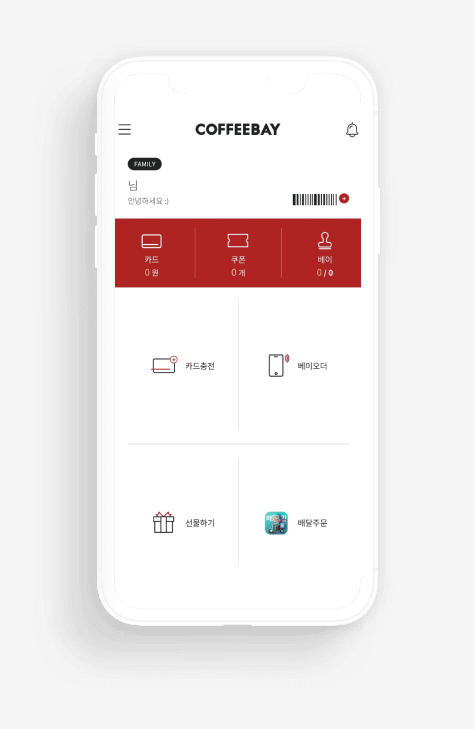 COFFEEBAY
FAMILY
님
안녕하세요 :)
카드
0 원
쿠폰
0 개
베이
0 / 0
카드충전
베이오더
선물하기
배달주문